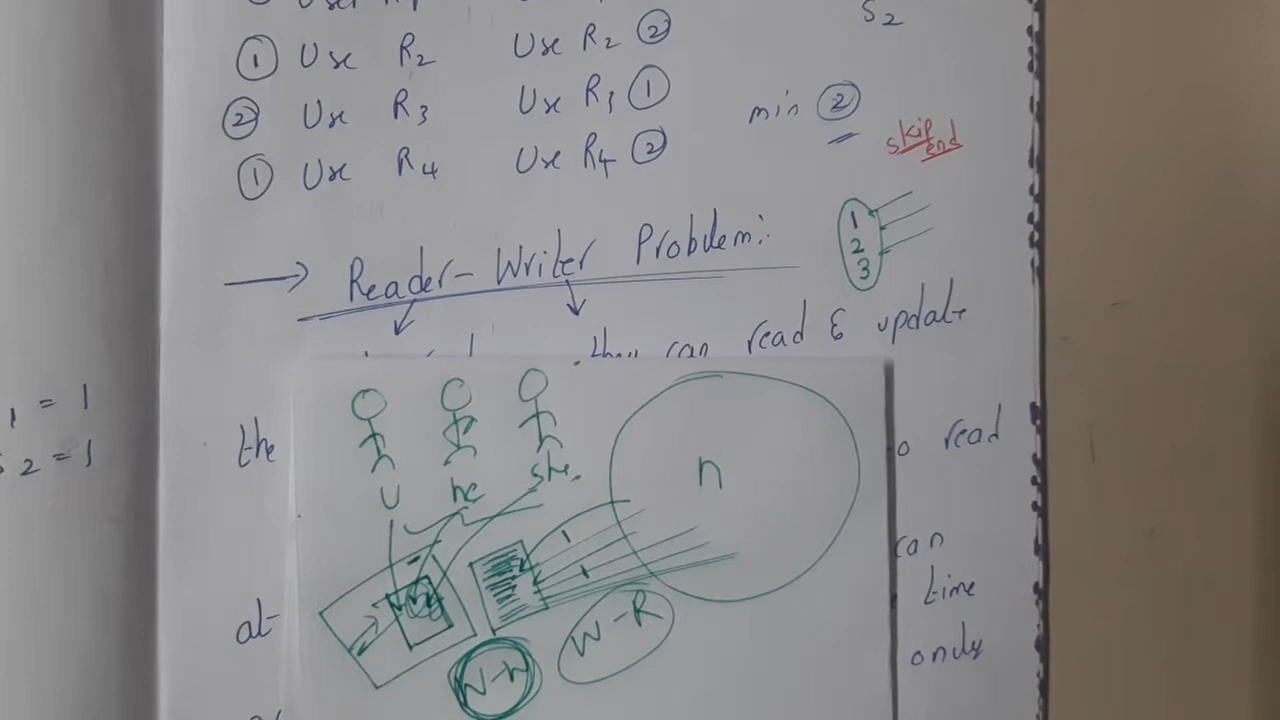 S2
① Use R2 Use R2 ②
② Use R3 Use R3 ①
min ②
skip end
① Use R4 Use R4 ②
1
2
3
→ Reader-Writer Problem:
they can read & update
1 = 1
2 = 1
the
read
U he she.
n
can
time
at
only
W-R
W-W